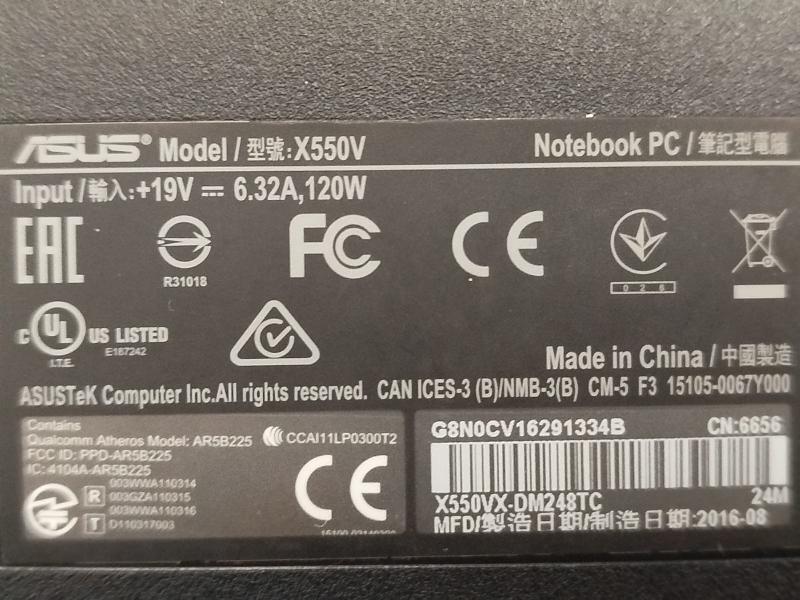 ASUS® Model / 型號:X550V
Notebook PC / 筆記型電腦
Input / 輸入:+19V ⎓ 6.32A,120W
EAC
R31018
FC
CE
0 2 6
C UL US LISTED
I.T.E.
E187242
Made in China / 中國製造
ASUSTeK Computer Inc.All rights reserved. CAN ICES-3 (B)/NMB-3(B) CM-5 F3 15105-0067Y000
Contains
Qualcomm Atheros Model: AR5B225
CCAI11LP0300T2
FCC ID: PPD-AR5B225
IC: 4104A-AR5B225
R
003WWA110314
003GZA110315
003WWA110316
T D110317003
CE
G8N0CV16291334B
CN:6656
X550VX-DM248TC
24M
MFD/製造日期/制造日期:2016-08